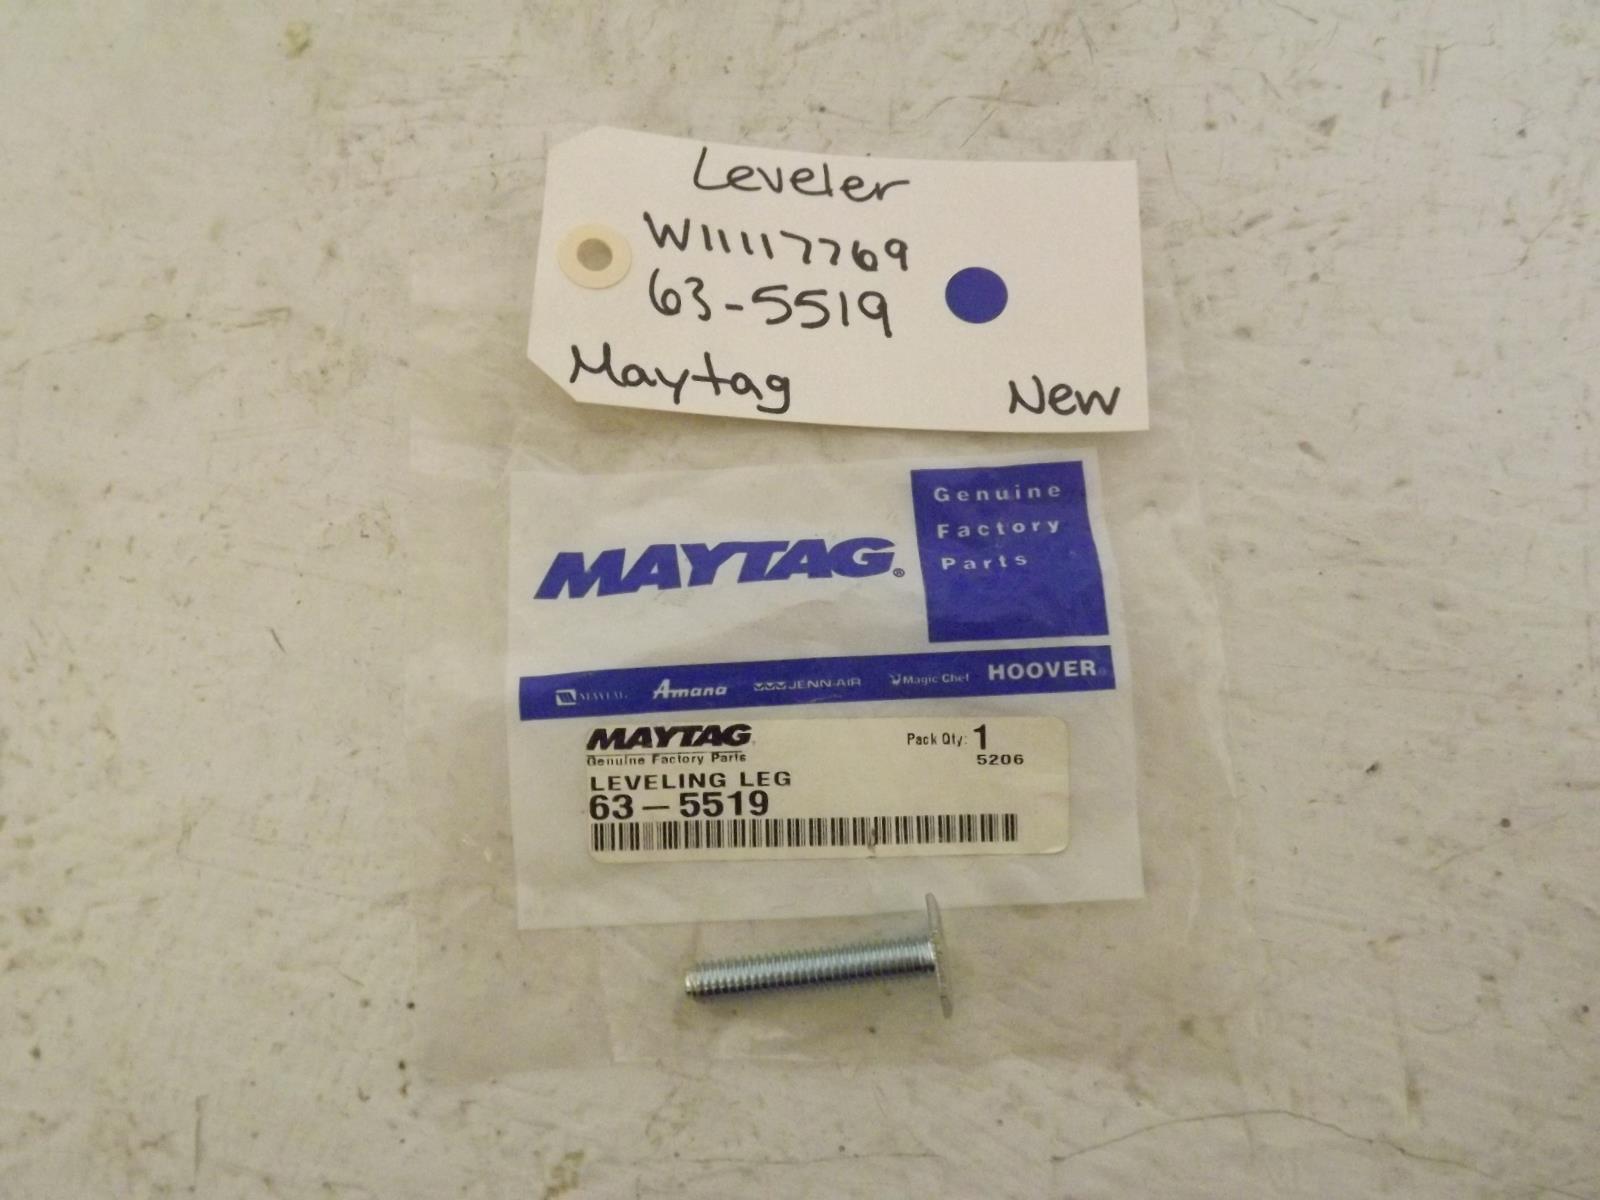 Leveler
W11117769
63-5519
Maytag
New
MAYTAG®
Genuine
Factory
Parts
MAYTAG Amana JENN-AIR Magic Chef HOOVER
MAYTAG
Genuine Factory Parts
Pack Qty: 1
5206
LEVELING LEG
63-5519